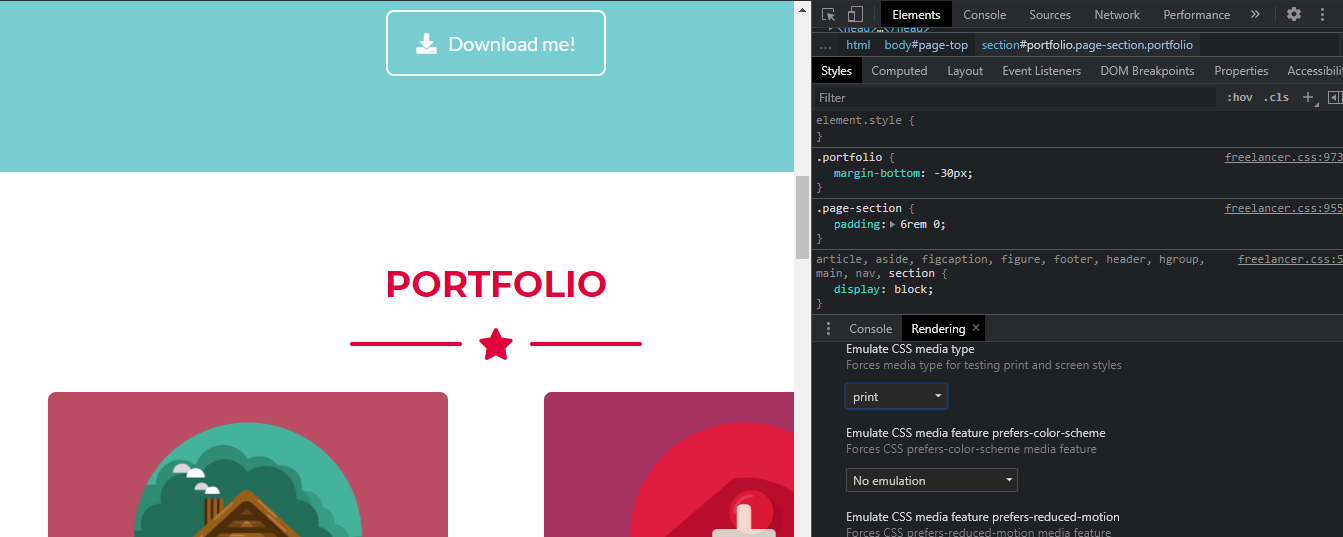 Download me!
PORTFOLIO
Elements Console Sources Network Performance »
<head>…</head>
… html body#page-top section#portfolio.page-section.portfolio
Styles Computed Layout Event Listeners DOM Breakpoints Properties Accessibili
Filter :hov .cls +
element.style {
}
.portfolio { freelancer.css:973
margin-bottom: -30px;
}
.page-section { freelancer.css:955
padding: 6rem 0;
}
article, aside, figcaption, figure, footer, header, hgroup, freelancer.css:5
main, nav, section {
display: block;
}
Console Rendering ×
Emulate CSS media type
Forces media type for testing print and screen styles
print
Emulate CSS media feature prefers-color-scheme
Forces CSS prefers-color-scheme media feature
No emulation
Emulate CSS media feature prefers-reduced-motion
Forces CSS prefers-reduced-motion media feature